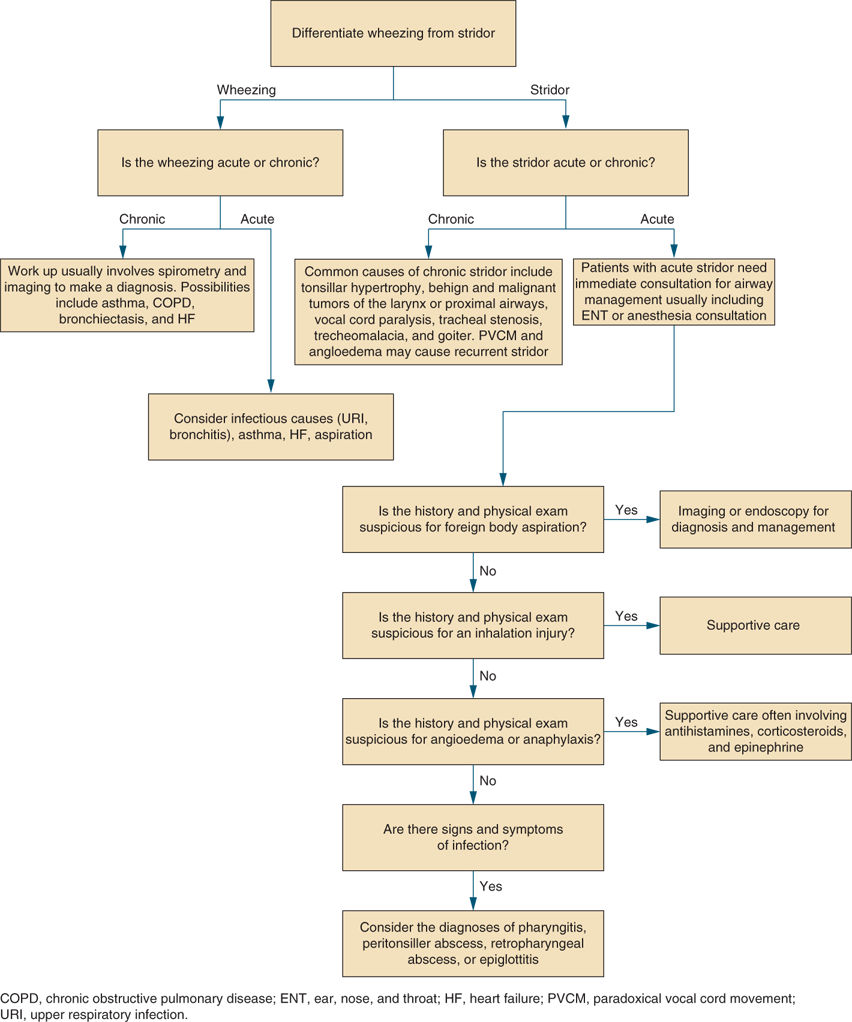 Differentiate wheezing from stridor
Wheezing
Stridor
Is the wheezing acute or chronic?
Is the stridor acute or chronic?
Chronic
Acute
Chronic
Acute
Work up usually involves spirometry and
imaging to make a diagnosis. Possibilities
include asthma, COPD,
bronchiectasis, and HF
Common causes of chronic stridor include
tonsillar hypertrophy, behign and malignant
tumors of the larynx or proximal airways,
vocal cord paralysis, tracheal stenosis,
trecheomalacia, and goiter. PVCM and
angloedema may cause recurrent stridor
Patients with acute stridor need
immediate consultation for airway
management usually including
ENT or anesthesia consultation
Consider infectious causes (URI,
bronchitis), asthma, HF, aspiration
Is the history and physical exam
suspicious for foreign body aspiration?
Yes
Imaging or endoscopy for
diagnosis and management
No
Is the history and physical exam
suspicious for an inhalation injury?
Yes
Supportive care
No
Is the history and physical exam
suspicious for angioedema or anaphylaxis?
Yes
Supportive care often involving
antihistamines, corticosteroids,
and epinephrine
No
Are there signs and symptoms
of infection?
Yes
Consider the diagnoses of pharyngitis,
peritonsiller abscess, retropharyngeal
abscess, or epiglottitis
COPD, chronic obstructive pulmonary disease; ENT, ear, nose, and throat; HF, heart failure; PVCM, paradoxical vocal cord movement;
URI, upper respiratory infection.